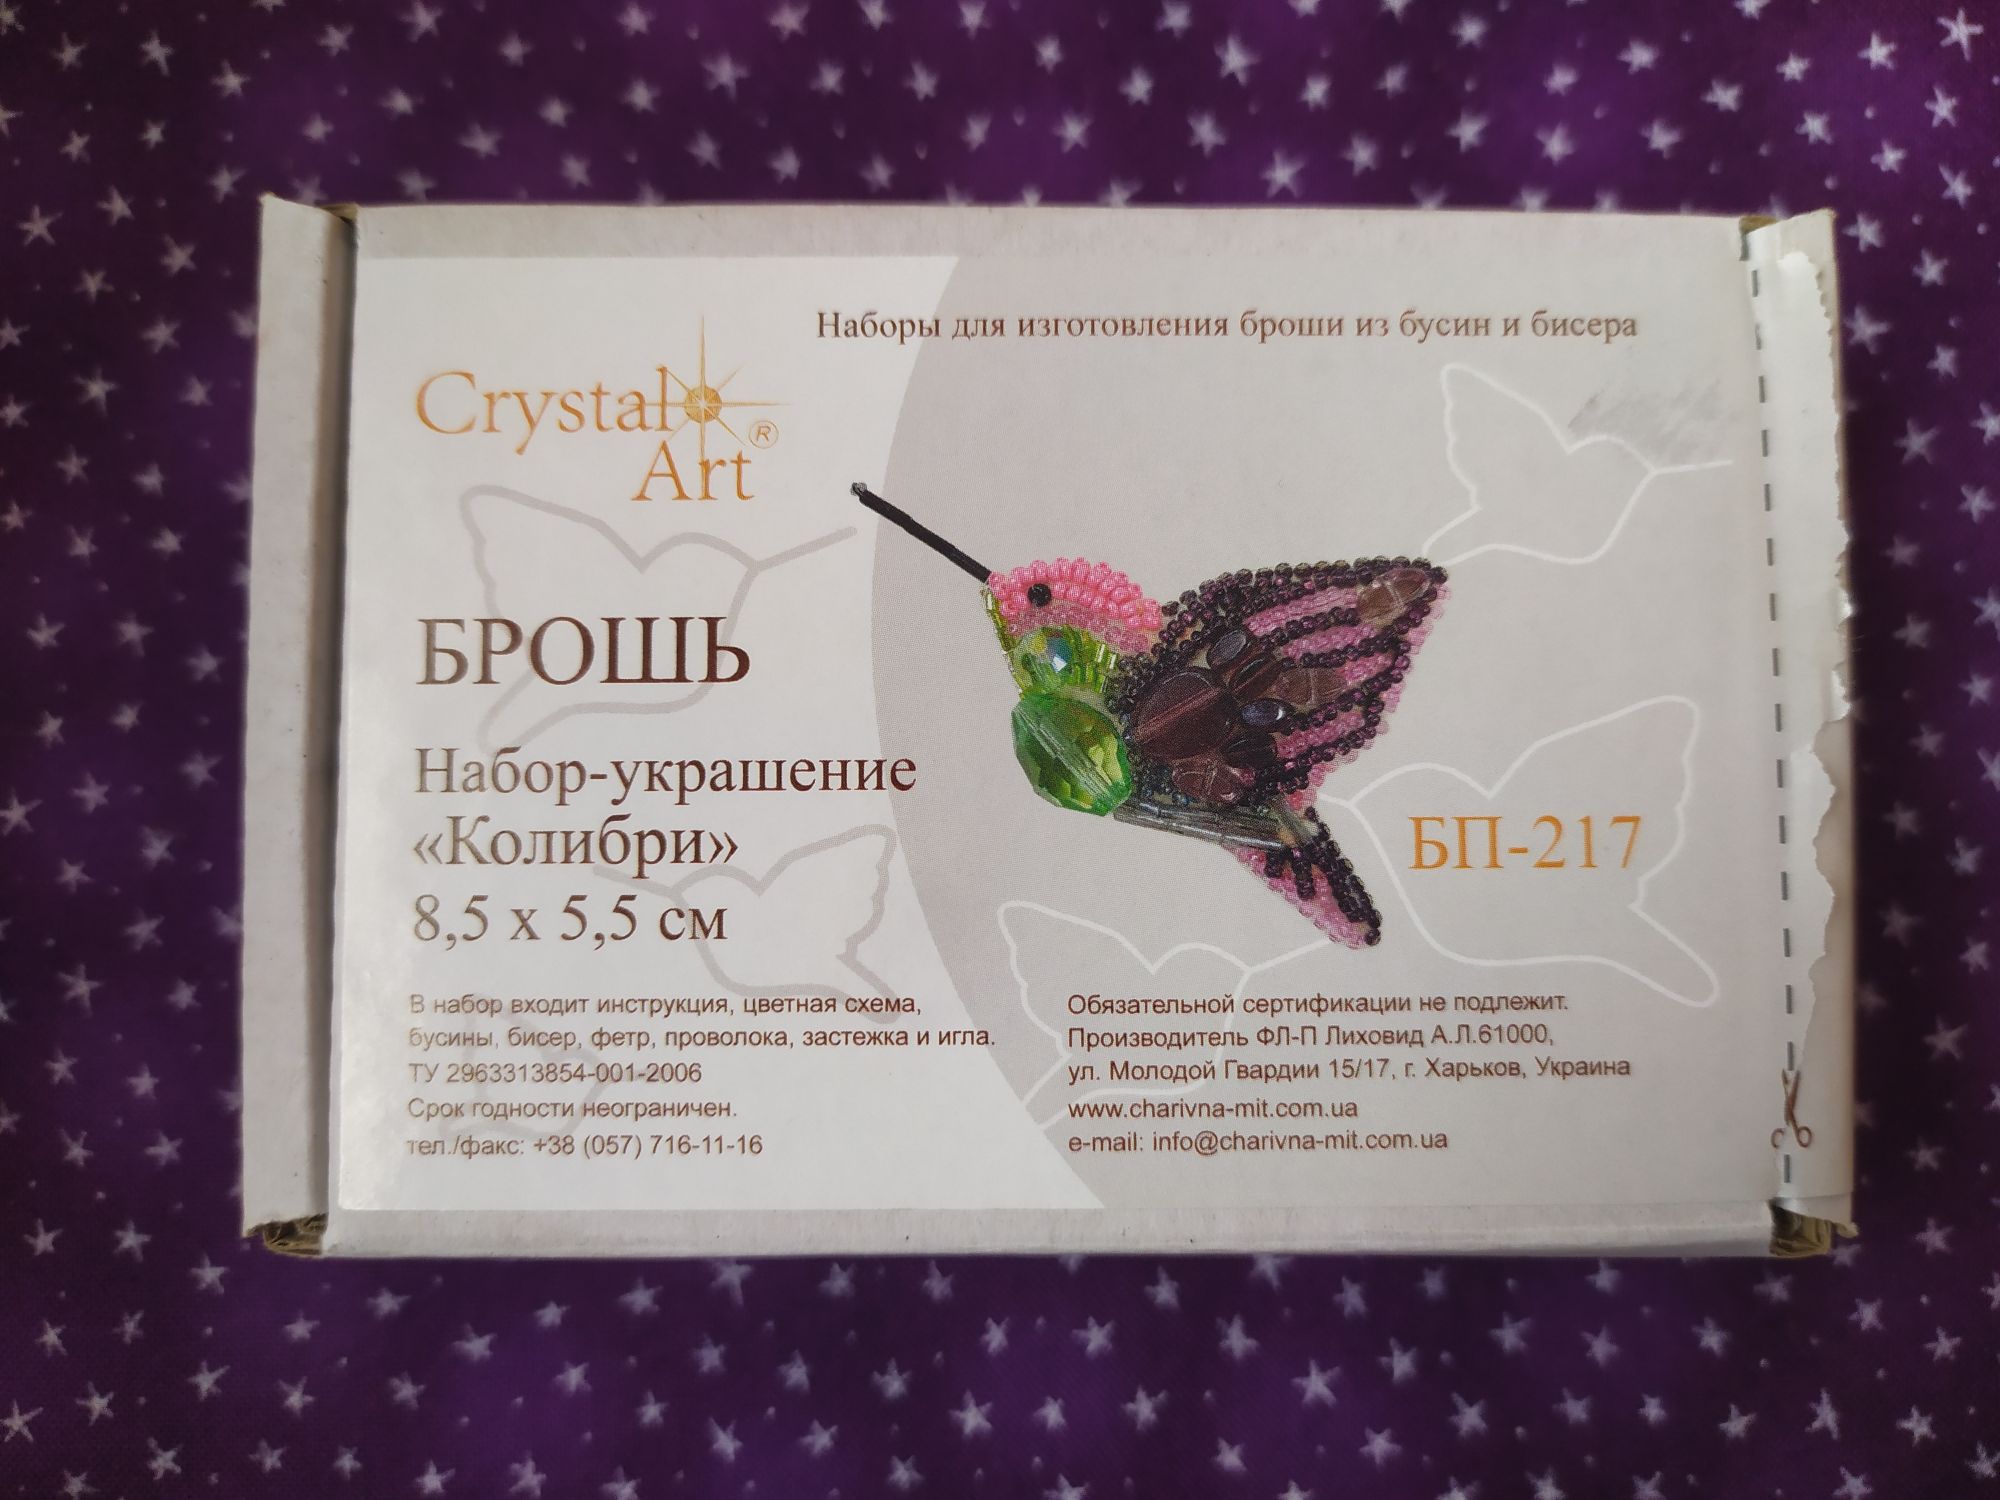 Наборы для изготовления броши из бусин и бисера
Crystal
Art ®
БРОШЬ
Набор-украшение
«Колибри»
8,5 х 5,5 см
БП-217
В набор входит инструкция, цветная схема,
бусины, бисер, фетр, проволока, застежка и игла.
ТУ 2963313854-001-2006
Срок годности неограничен.
тел./факс: +38 (057) 716-11-16
Обязательной сертификации не подлежит.
Производитель ФЛ-П Лиховид А.Л.61000,
ул. Молодой Гвардии 15/17, г. Харьков, Украина
www.charivna-mit.com.ua
e-mail: info@charivna-mit.com.ua